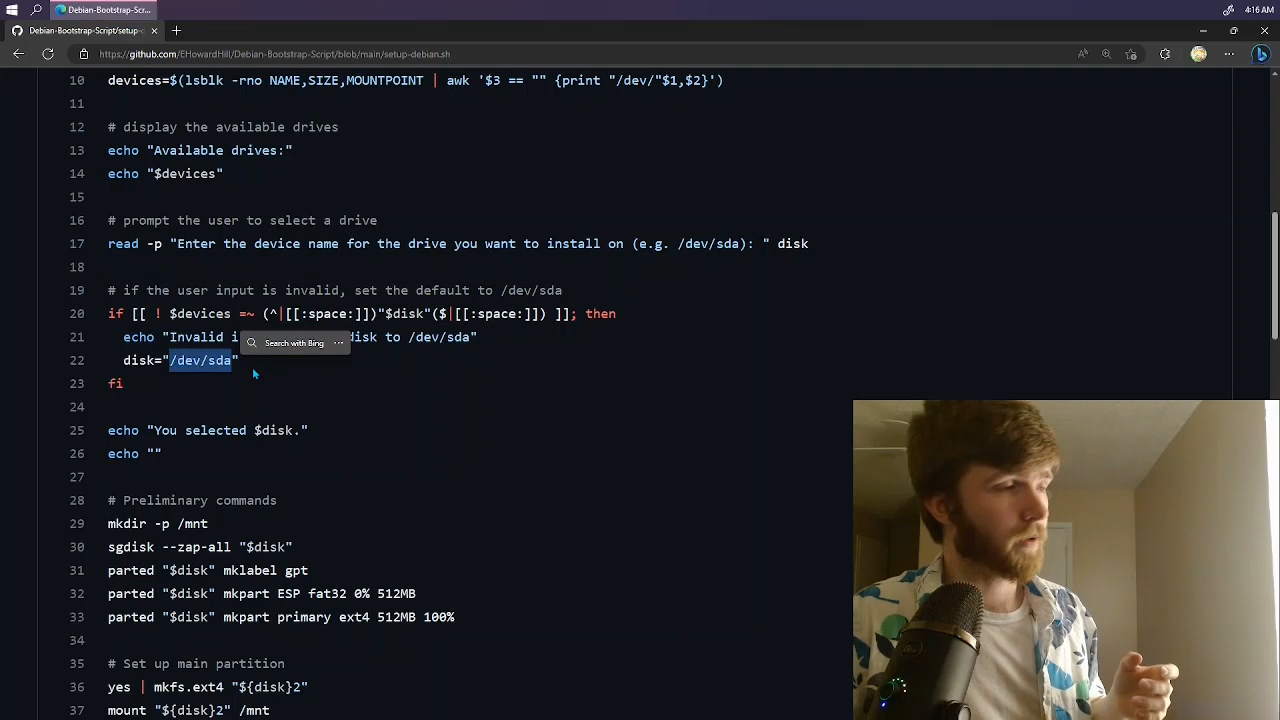 Debian-Bootstrap-Scr...
4:16 AM
Debian-Bootstrap-Script/setup-d
https://github.com/EHowardHill/Debian-Bootstrap-Script/blob/main/setup-debian.sh
10 devices=$(lsblk -rno NAME,SIZE,MOUNTPOINT | awk '$3 == "" {print "/dev/"$1,$2}')
11
12 # display the available drives
13 echo "Available drives:"
14 echo "$devices"
15
16 # prompt the user to select a drive
17 read -p "Enter the device name for the drive you want to install on (e.g. /dev/sda): " disk
18
19 # if the user input is invalid, set the default to /dev/sda
20 if [[ ! $devices =~ (^|[[:space:]])"$disk"($|[[:space:]]) ]]; then
21 echo "Invalid i disk to /dev/sda"
Search with Bing ...
22 disk="/dev/sda"
23 fi
24
25 echo "You selected $disk."
26 echo ""
27
28 # Preliminary commands
29 mkdir -p /mnt
30 sgdisk --zap-all "$disk"
31 parted "$disk" mklabel gpt
32 parted "$disk" mkpart ESP fat32 0% 512MB
33 parted "$disk" mkpart primary ext4 512MB 100%
34
35 # Set up main partition
36 yes | mkfs.ext4 "${disk}2"
37 mount "${disk}2" /mnt